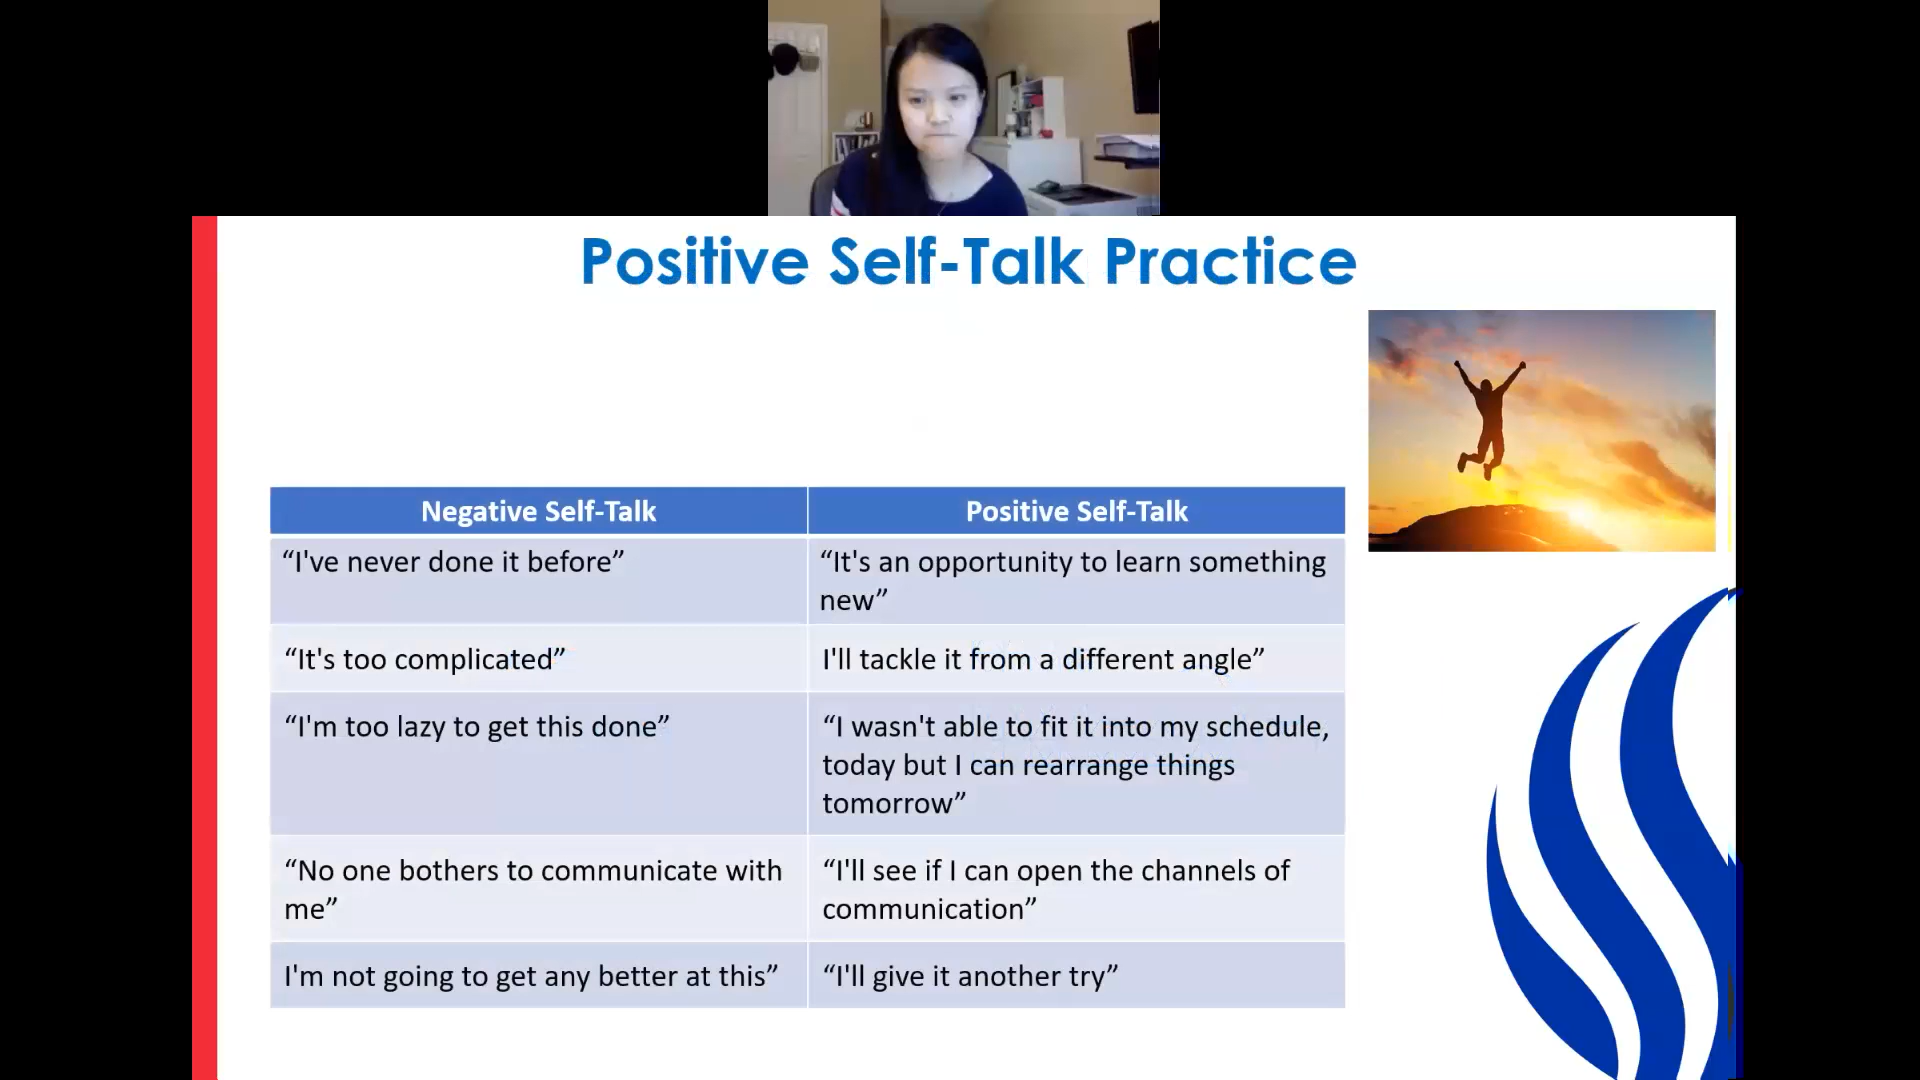 Positive Self-Talk Practice
Negative Self-Talk
Positive Self-Talk
“I've never done it before”
“It's an opportunity to learn something
new”
“It's too complicated”
I'll tackle it from a different angle”
“I'm too lazy to get this done”
“I wasn't able to fit it into my schedule,
today but I can rearrange things
tomorrow”
“No one bothers to communicate with
me”
“I'll see if I can open the channels of
communication”
I'm not going to get any better at this”
“I'll give it another try”